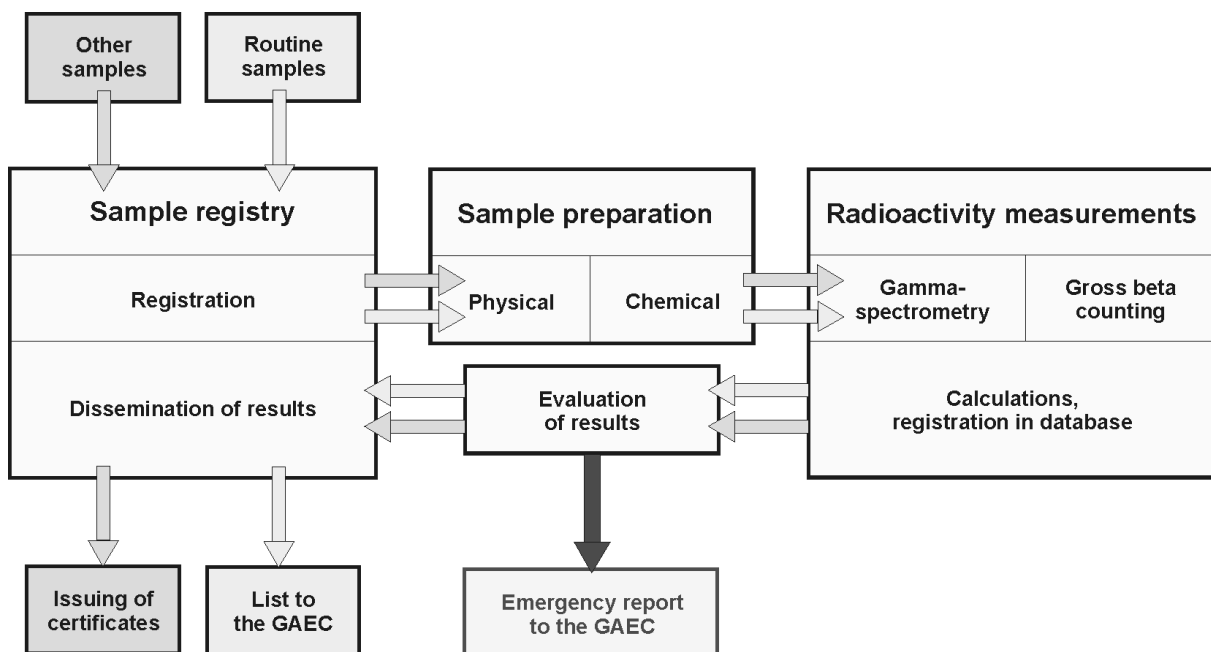 Other
samples
Routine
samples
Sample registry
Registration
Dissemination of results
Sample preparation
Physical
Chemical
Radioactivity measurements
Gamma-
spectrometry
Gross beta
counting
Calculations,
registration in database
Evaluation
of results
Issuing of
certificates
List to
the GAEC
Emergency report
to the GAEC